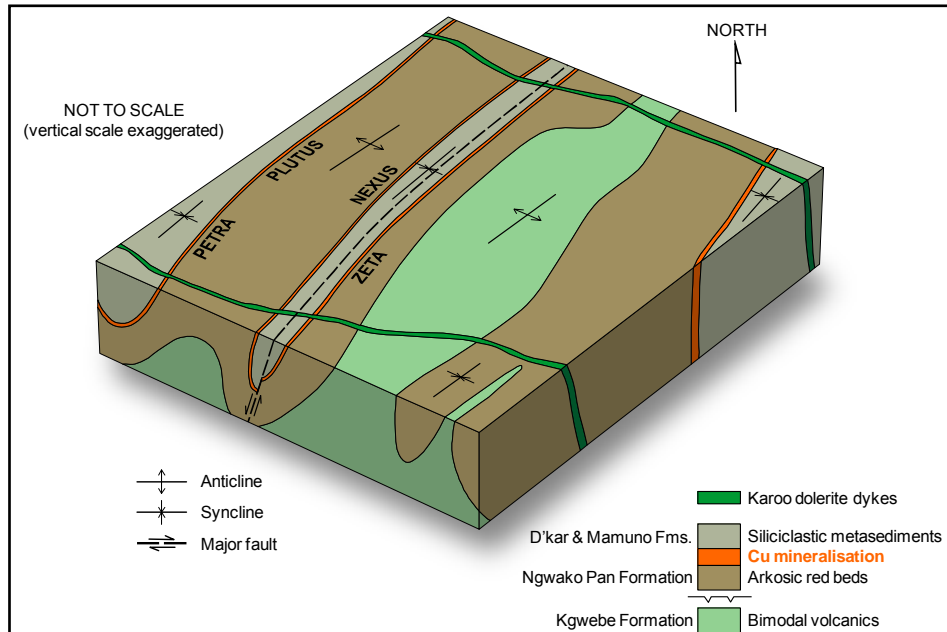 NORTH
NOT TO SCALE
(vertical scale exaggerated)
PLUTUS
PETRA
NEXUS
ZETA
Anticline
Syncline
Major fault
Karoo dolerite dykes
D'kar & Mamuno Fms.
Siliciclastic metasediments
Cu mineralisation
Ngwako Pan Formation
Arkosic red beds
Kgwebe Formation
Bimodal volcanics